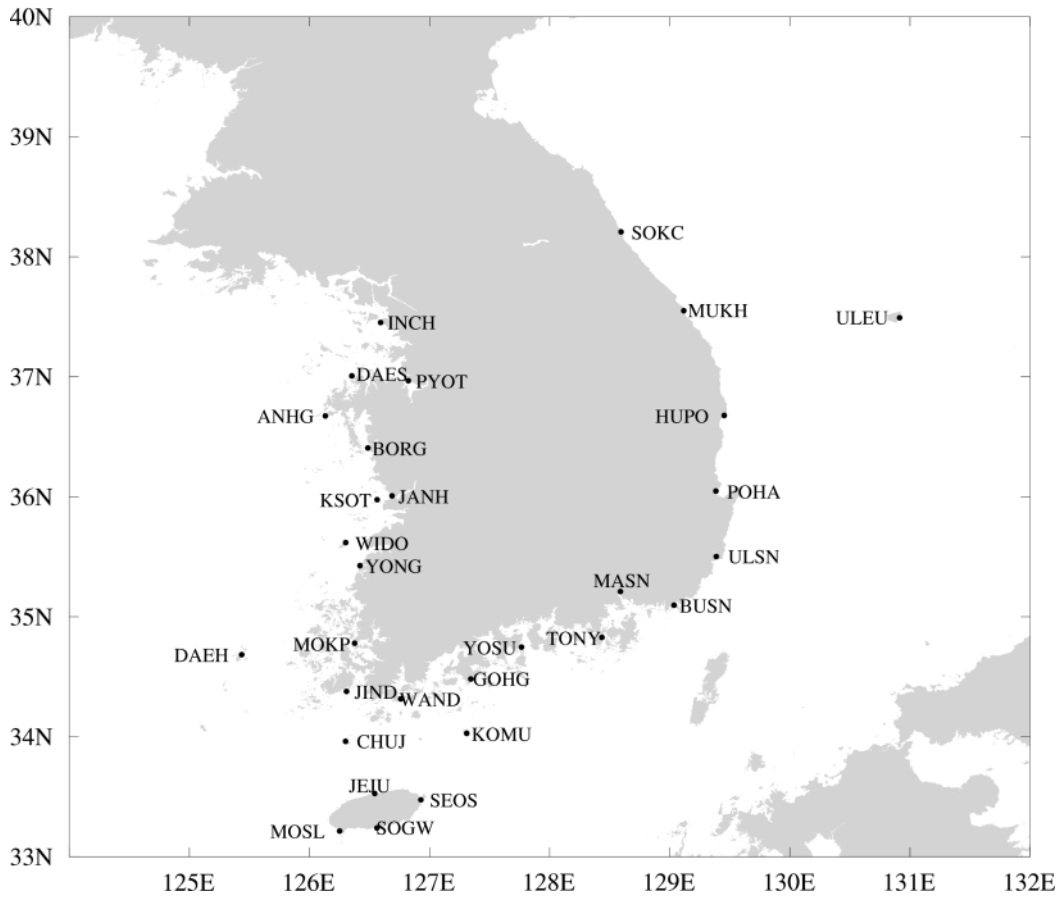 40N
39N
SOKC
38N
MUKH
ULEU
INCH
37N
DAES
PYOT
ANHG
HUPO
BORG
POHA
KSOT
JANH
36N
WIDO
ULSN
YONG
MASN
BUSN
35N
TONY
MOKP
YOSU
DAEH
GOHG
JIND
WAND
34N
CHUJ
KOMU
JEJU
SEOS
MOSL
SOGW
33N
125E 126E 127E 128E 129E 130E 131E 132E